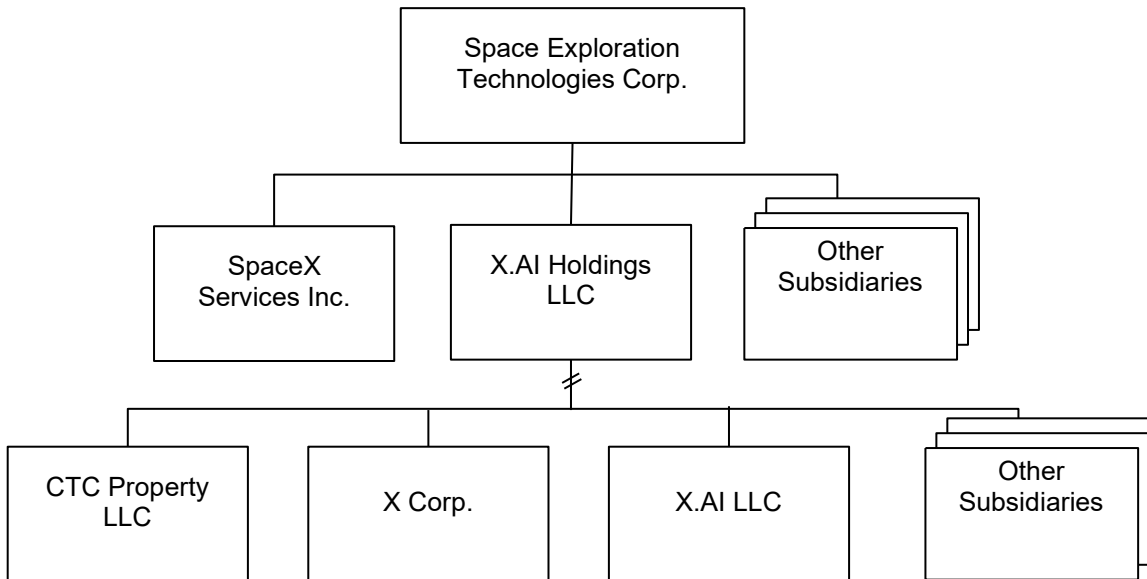 Space Exploration
Technologies Corp.
SpaceX
Services Inc.
X.AI Holdings
LLC
Other
Subsidiaries
CTC Property
LLC
X Corp.
X.AI LLC
Other
Subsidiaries